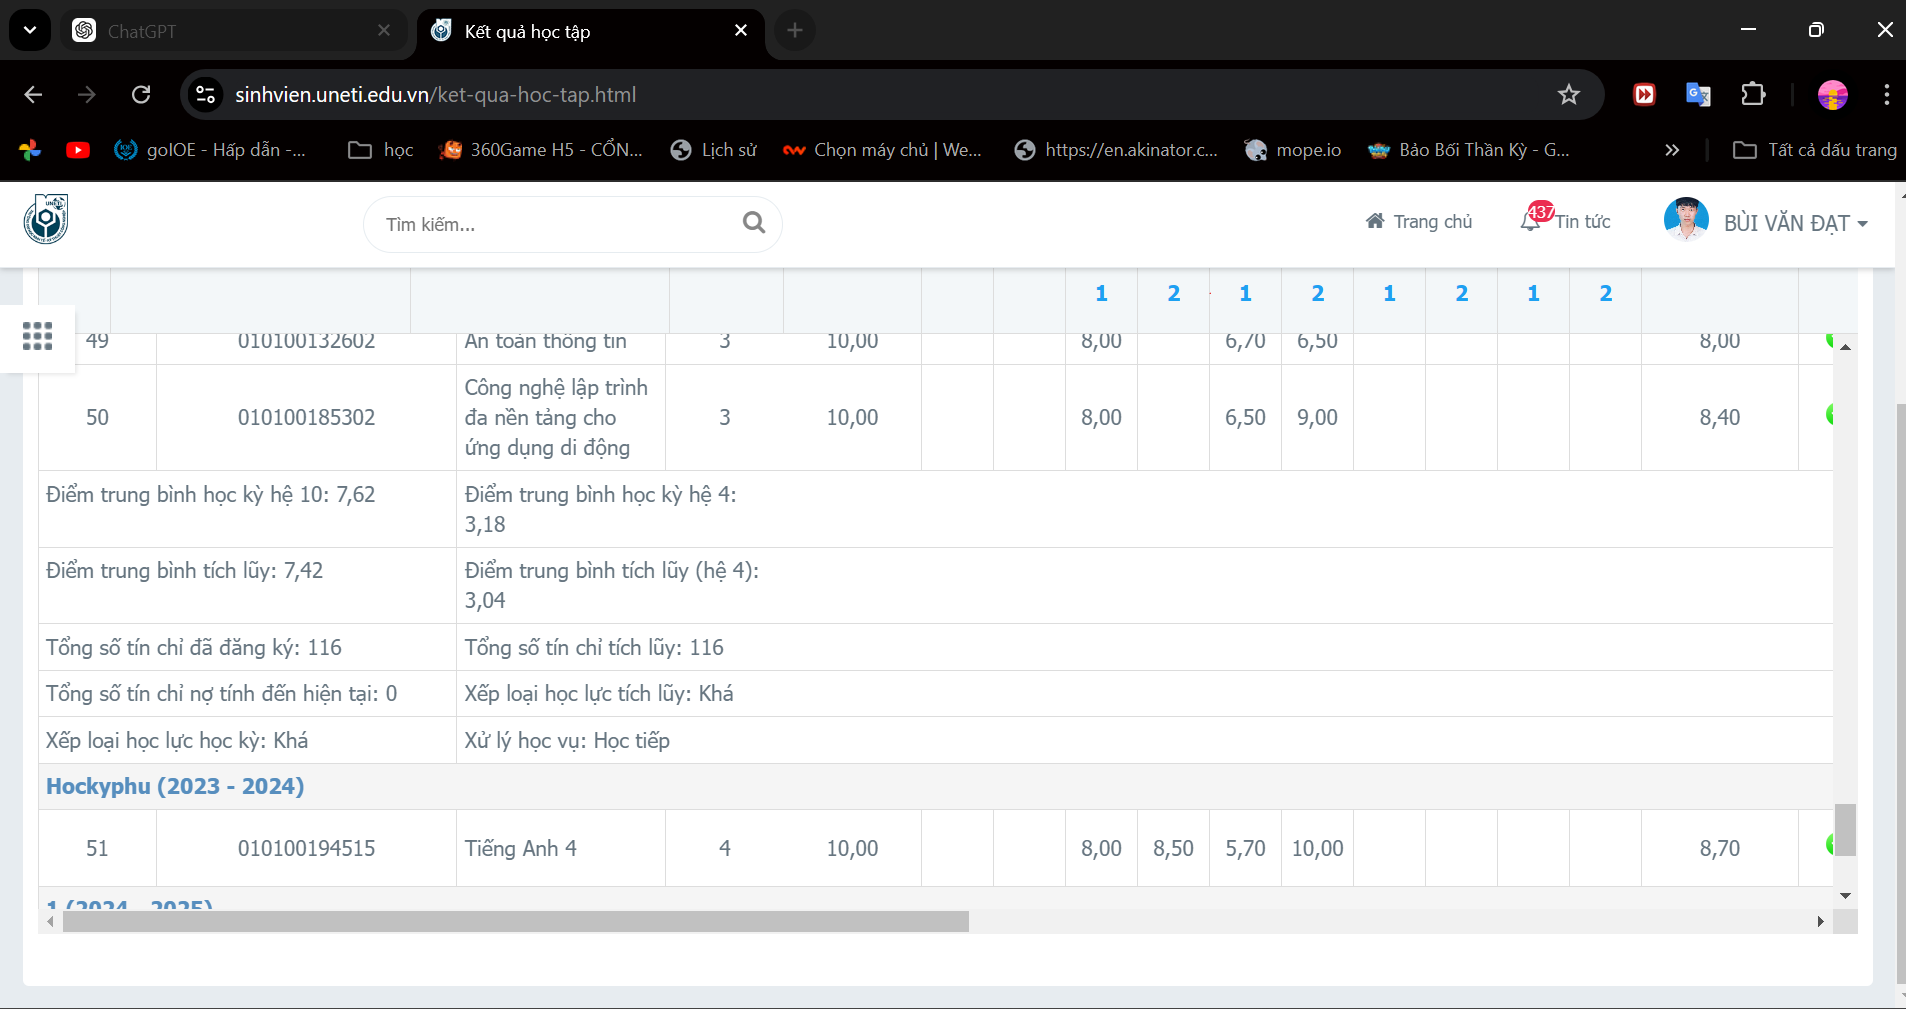 ChatGPT
Kết quả học tập
sinhvien.uneti.edu.vn/ket-qua-hoc-tap.html
goIOE - Hấp dẫn -...
học
360Game H5 - CỔN...
Lịch sử
Chọn máy chủ | We...
https://en.akinator.c...
mope.io
Bảo Bối Thần Kỳ - G...
Tất cả dấu trang
Tìm kiếm...
Trang chủ
437
Tin tức
BÙI VĂN ĐẠT
1 2 1 2 1 2 1 2
49 010100132602 An toàn thông tin 3 10,00 8,00 6,70 6,50 8,00
50 010100185302 Công nghệ lập trình
đa nền tảng cho
ứng dụng di động 3 10,00 8,00 6,50 9,00 8,40
Điểm trung bình học kỳ hệ 10: 7,62
Điểm trung bình học kỳ hệ 4:
3,18
Điểm trung bình tích lũy: 7,42
Điểm trung bình tích lũy (hệ 4):
3,04
Tổng số tín chỉ đã đăng ký: 116
Tổng số tín chỉ tích lũy: 116
Tổng số tín chỉ nợ tính đến hiện tại: 0
Xếp loại học lực tích lũy: Khá
Xếp loại học lực học kỳ: Khá
Xử lý học vụ: Học tiếp
Hockyphu (2023 - 2024)
51 010100194515 Tiếng Anh 4 4 10,00 8,00 8,50 5,70 10,00 8,70
1 (2024 - 2025)